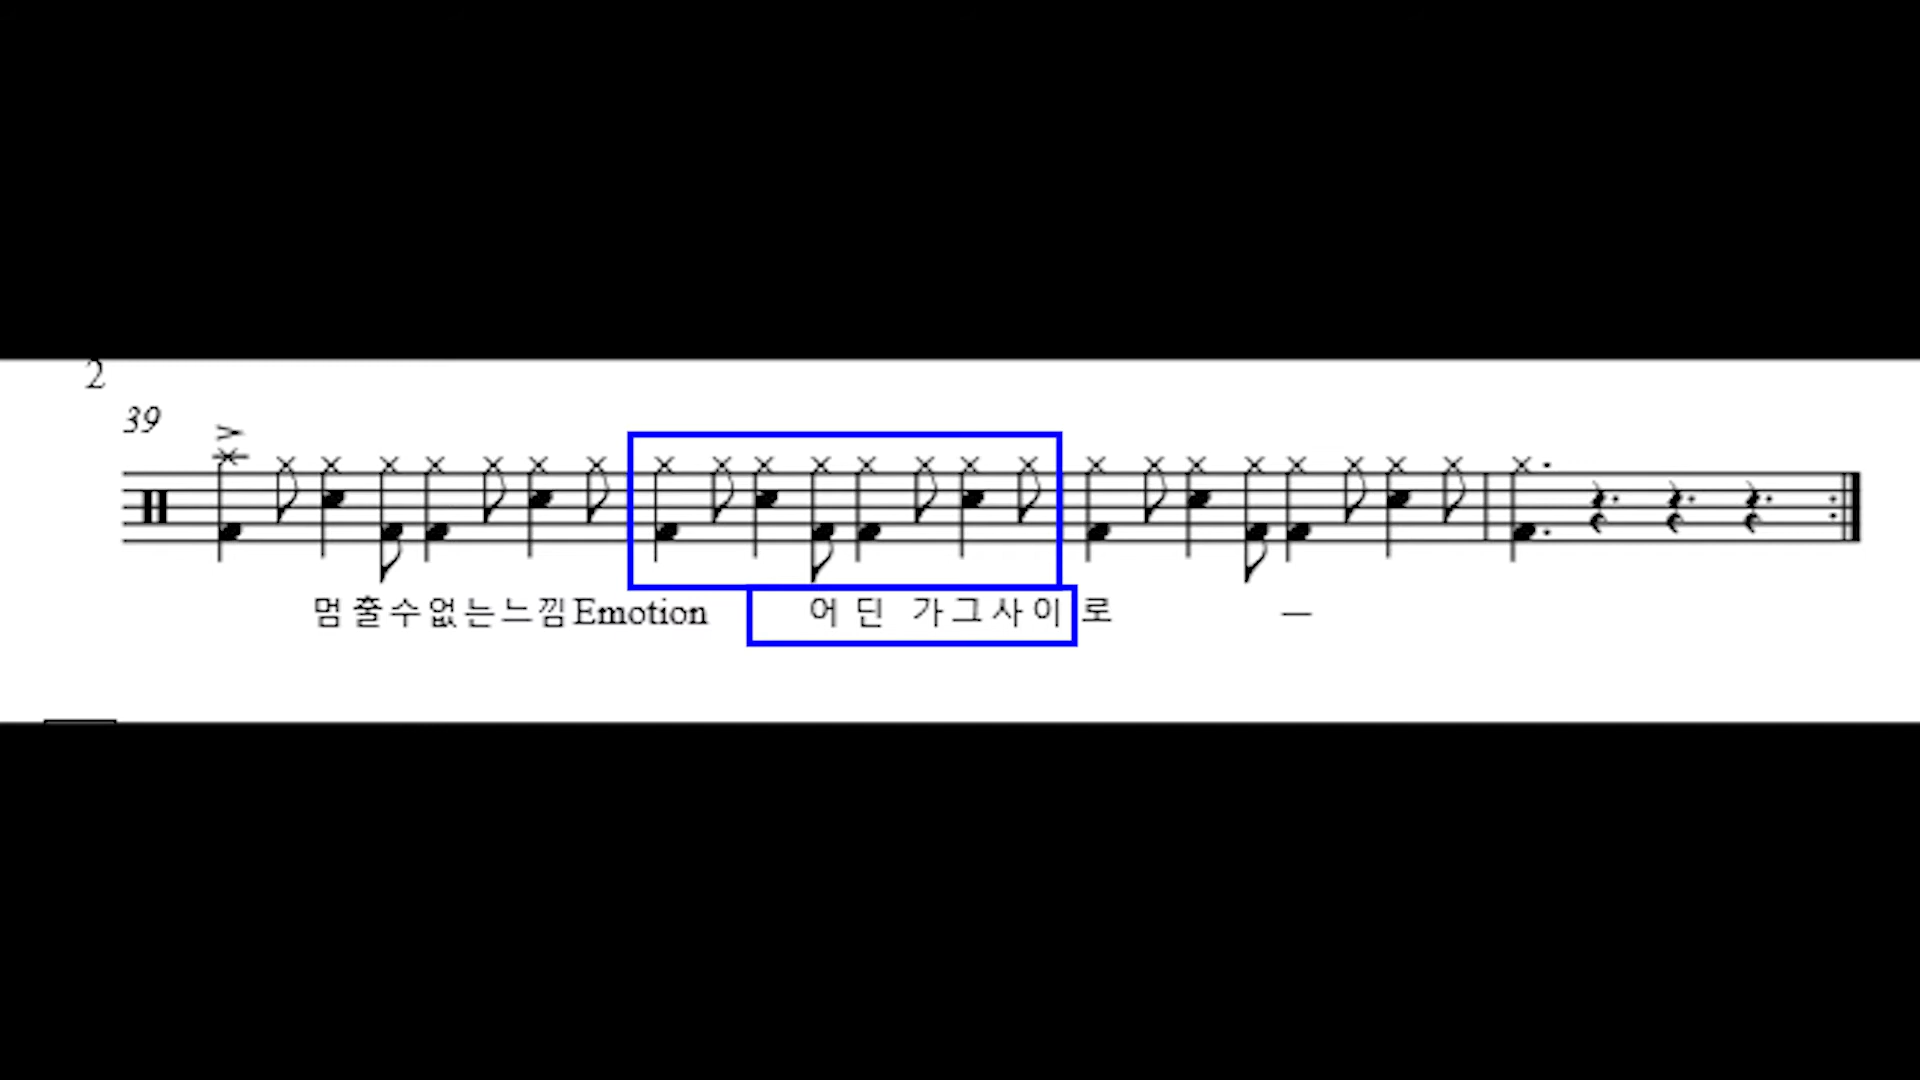 2
39
멈 출 수 없 는 느 낌 Emotion 어 딘 가 그 사 이 로 —